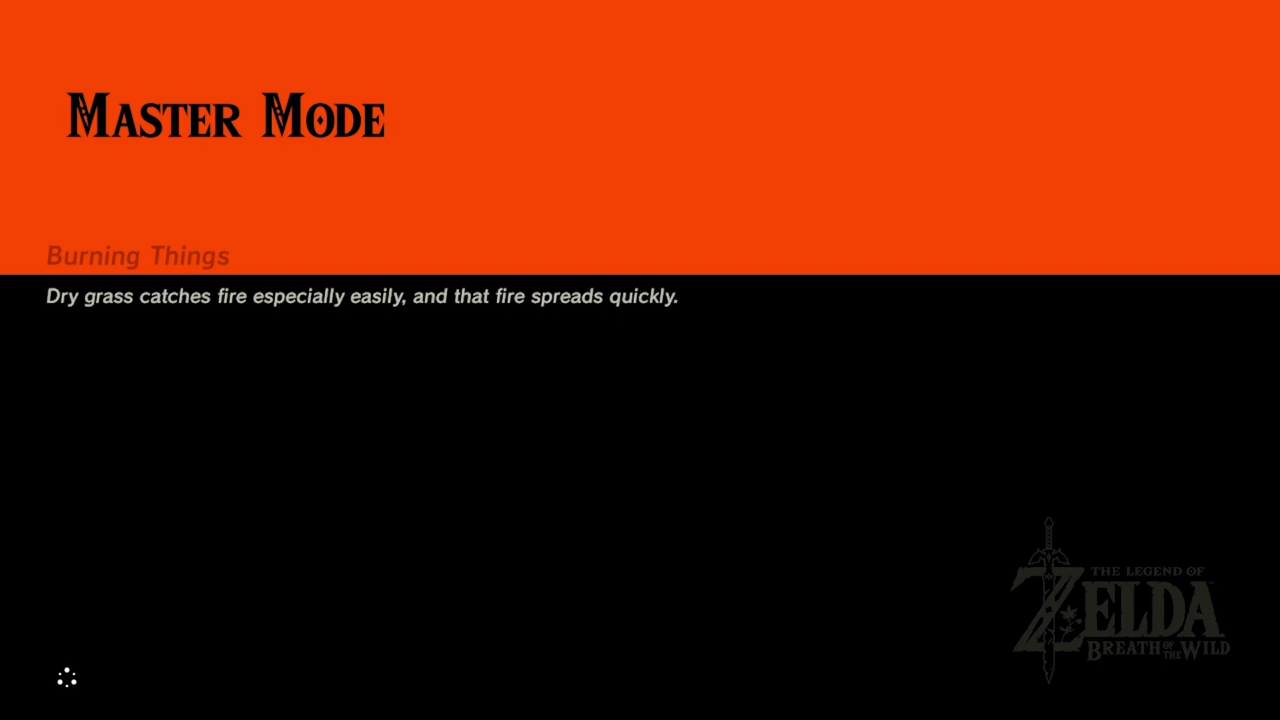 Master Mode
Burning Things
Dry grass catches fire especially easily, and that fire spreads quickly.
THE LEGEND OF
ZELDA
BREATH OF THE WILD